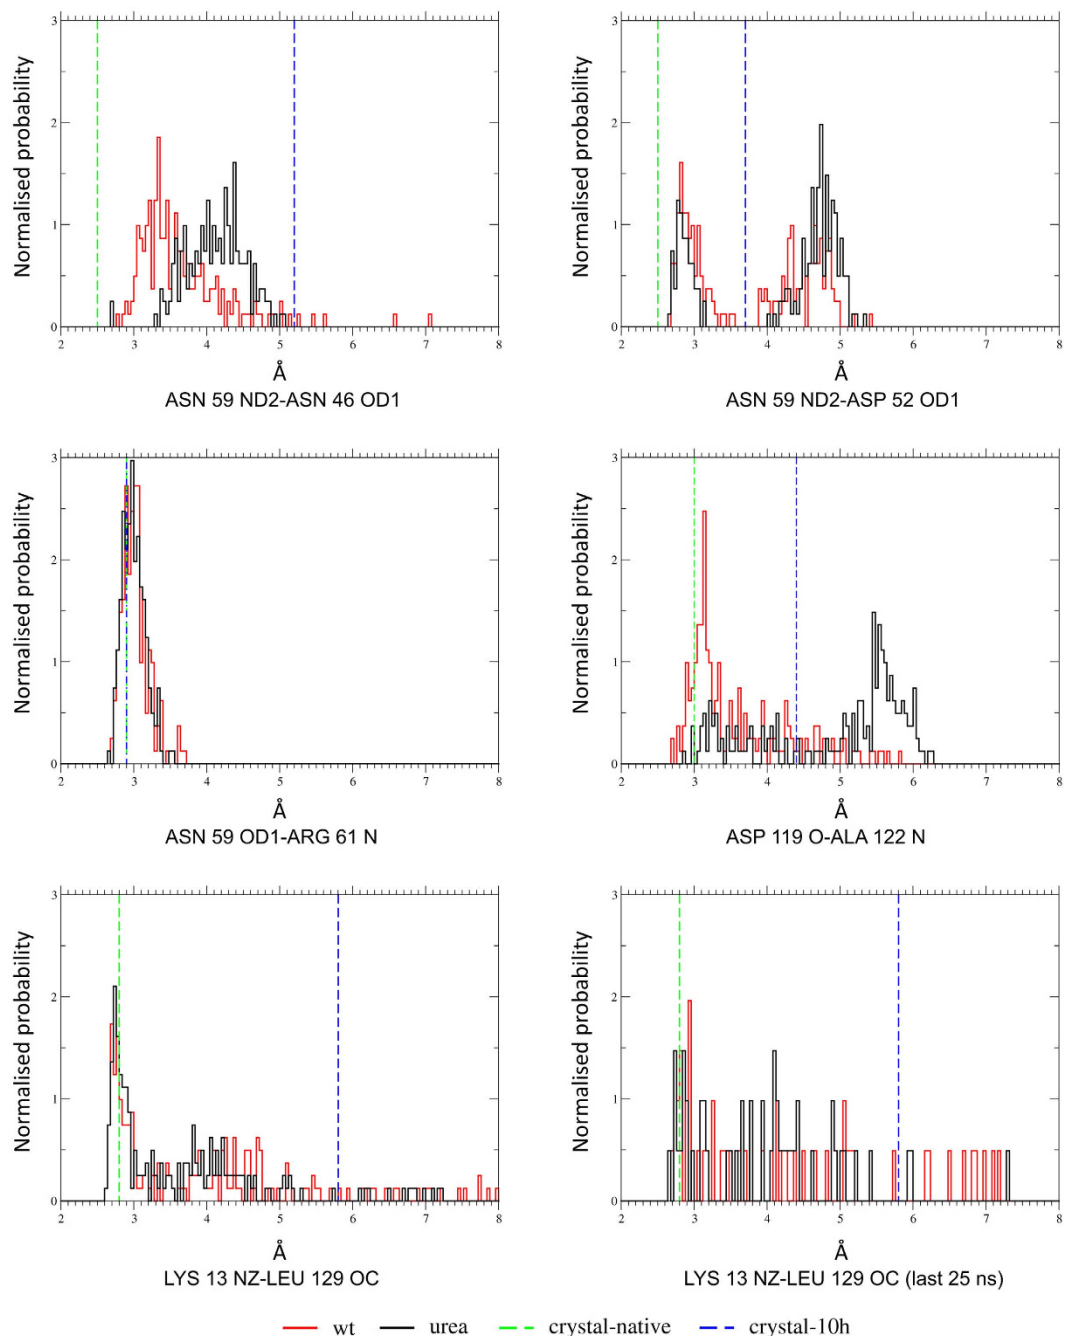 3
2
1
0
2 3 4 5 6 7 8
Normalised probability
Å
ASN 59 ND2-ASN 46 OD1
3
2
1
0
2 3 4 5 6 7 8
Normalised probability
Å
ASN 59 ND2-ASP 52 OD1
3
2
1
0
2 3 4 5 6 7 8
Normalised probability
Å
ASN 59 OD1-ARG 61 N
3
2
1
0
2 3 4 5 6 7 8
Normalised probability
Å
ASP 119 O-ALA 122 N
3
2
1
0
2 3 4 5 6 7 8
Normalised probability
Å
LYS 13 NZ-LEU 129 OC
3
2
1
0
2 3 4 5 6 7 8
Normalised probability
Å
LYS 13 NZ-LEU 129 OC (last 25 ns)
wt urea crystal-native crystal-10h